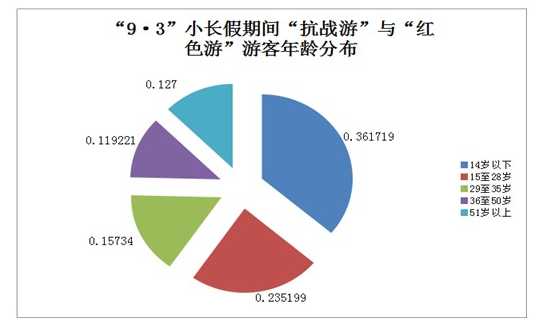 “9·3”小长假期间“抗战游”与“红
色游”游客年龄分布
0.127
0.361719
0.119221
0.15734
0.235199
14岁以下
15至28岁
29至35岁
36至50岁
51岁以上